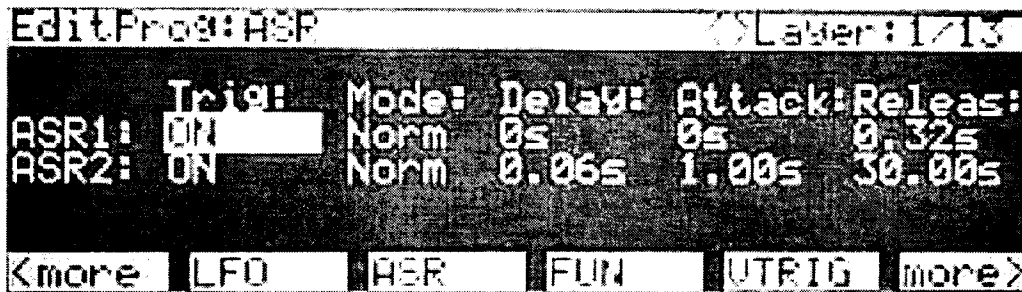 EditProg:ASR <>Layer:1/13
Trig: Mode: Delay: Attack: Releas:
ASR1: ON Norm 0s 0s 0.32s
ASR2: ON Norm 0.06s 1.00s 30.00s
<more LFO ASR FUN VTRIG more>